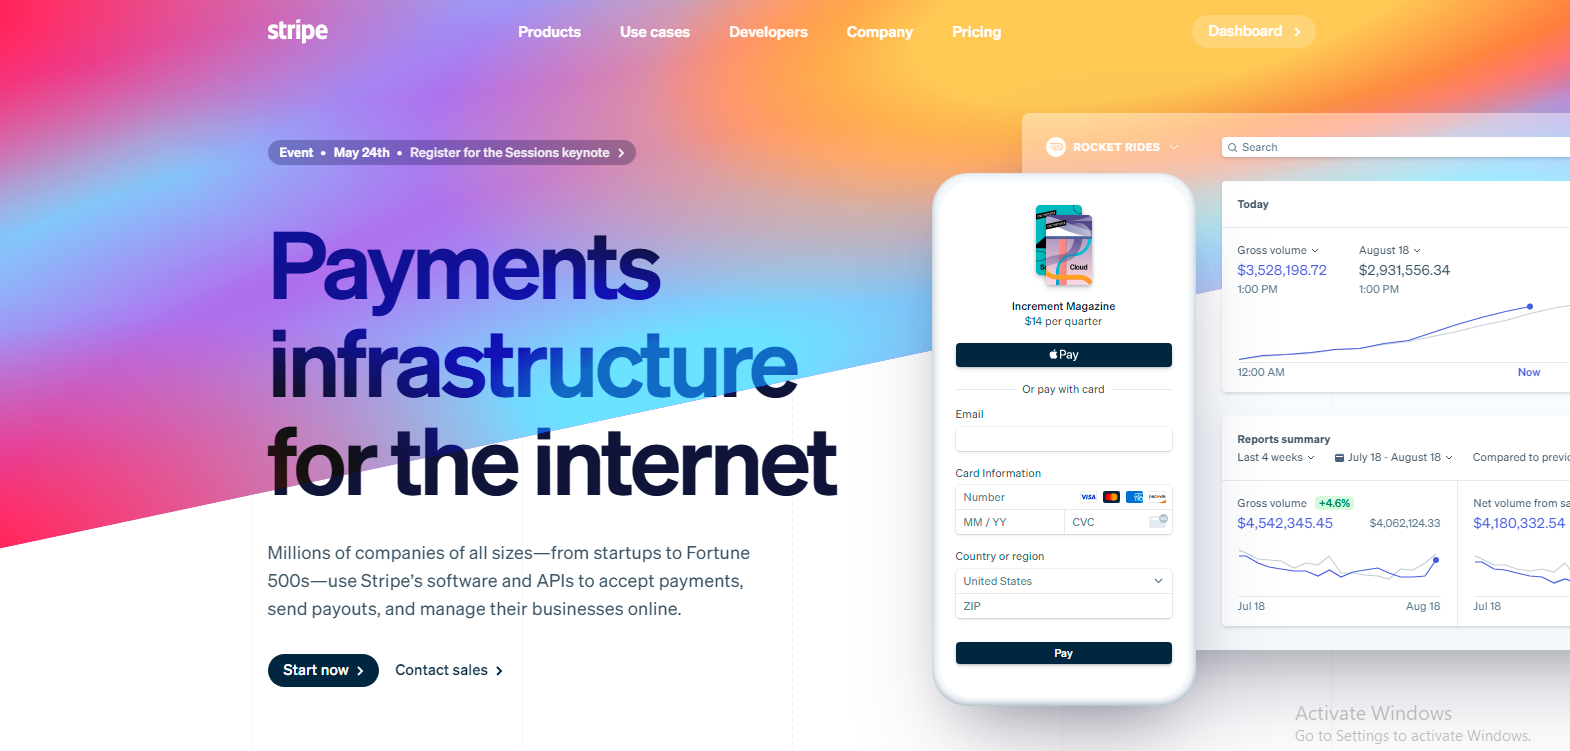 stripe
Products
Use cases
Developers
Company
Pricing
Dashboard
Event • May 24th • Register for the Sessions keynote
Payments
infrastructure
for the internet
Millions of companies of all sizes—from startups to Fortune
500s—use Stripe’s software and APIs to accept payments,
send payouts, and manage their businesses online.
Start now
Contact sales
Cloud
Increment Magazine
$14 per quarter
Pay
Or pay with card
Email
Card Information
Number
VISA
DISCOVER
MM / YY
CVC
Country or region
United States
ZIP
Pay
ROCKET RIDES
Search
Today
Gross volume
August 18
$3,528,198.72
$2,931,556.34
1:00 PM
1:00 PM
12:00 AM
Now
Reports summary
Last 4 weeks
July 18 - August 18
Compared to previo
Gross volume +4.6%
$4,542,345.45
$4,062,124.33
Jul 18
Aug 18
Net volume from sa
$4,180,332.54
Jul 18
Activate Windows
Go to Settings to activate Windows.